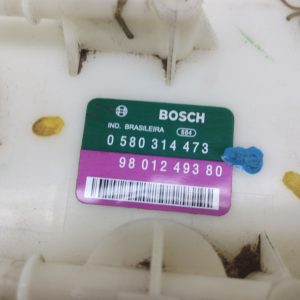 BOSCH
IND. BRASILEIRA 664
0 580 314 473
98 012 493 80